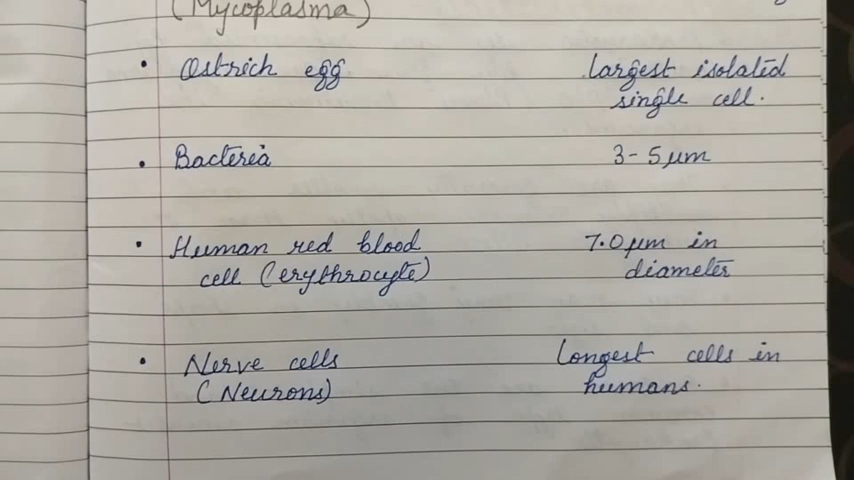 (Mycoplasma)
• Ostrich egg largest isolated
single cell.
• Bacteria 3-5 μm
• Human red blood 7.0 μm in
cell (erythrocyte) diameter
• Nerve cells Longest cells in
(Neurons) humans.